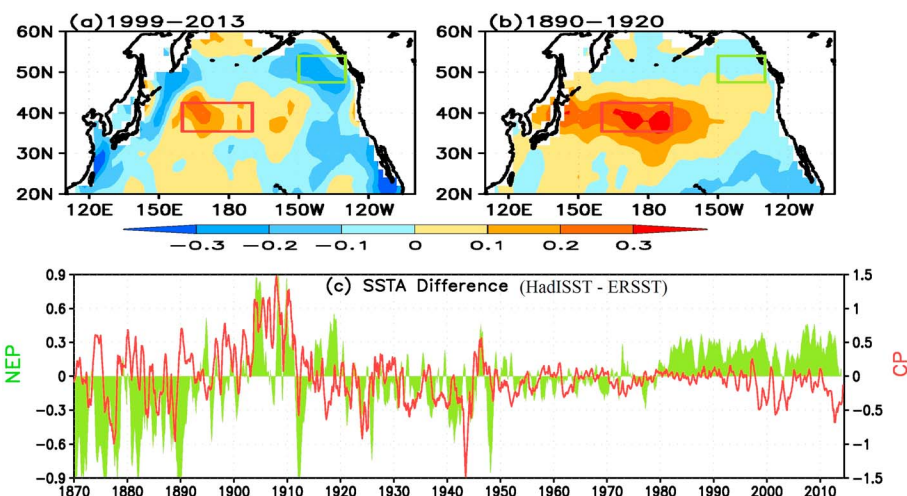 (a)1999−2013 (b)1890−1920
60N 60N
50N 50N
40N 40N
30N 30N
20N 20N
120E 150E 180 150W 120W 120E 150E 180 150W 120W
−0.3 −0.2 −0.1 0 0.1 0.2 0.3
(c) SSTA Difference (HadISST - ERSST)
0.9 1.5
0.6 1
0.3 0.5
NEP 0 0 CP
−0.3 −0.5
−0.6 −1
−0.9 −1.5
1870 1880 1890 1900 1910 1920 1930 1940 1950 1960 1970 1980 1990 2000 2010